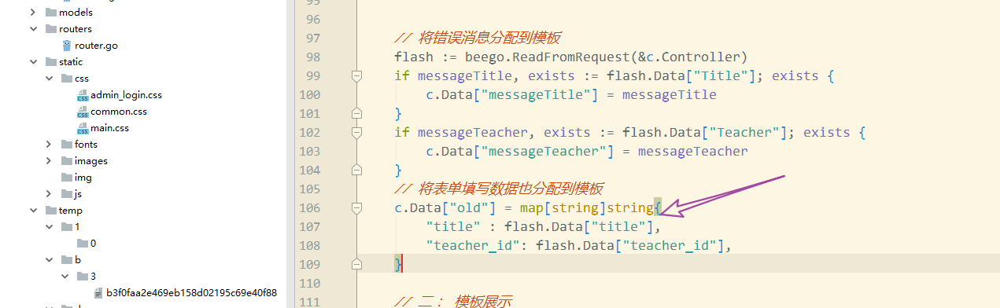 models
routers
router.go
static
css
admin_login.css
common.css
main.css
fonts
images
img
js
temp
1
0
b
3
b3f0faa2e469eb158d02195c69e40f88
95
96
97 // 将错误消息分配到模板
98 flash := beego.ReadFromRequest(&c.Controller)
99 if messageTitle, exists := flash.Data["Title"]; exists {
100 c.Data["messageTitle"] = messageTitle
101 }
102 if messageTeacher, exists := flash.Data["Teacher"]; exists {
103 c.Data["messageTeacher"] = messageTeacher
104 }
105 // 将表单填写数据也分配到模板
106 c.Data["old"] = map[string]string{
107 "title" : flash.Data["title"],
108 "teacher_id": flash.Data["teacher_id"],
109 }
110
111 // 二： 模板展示